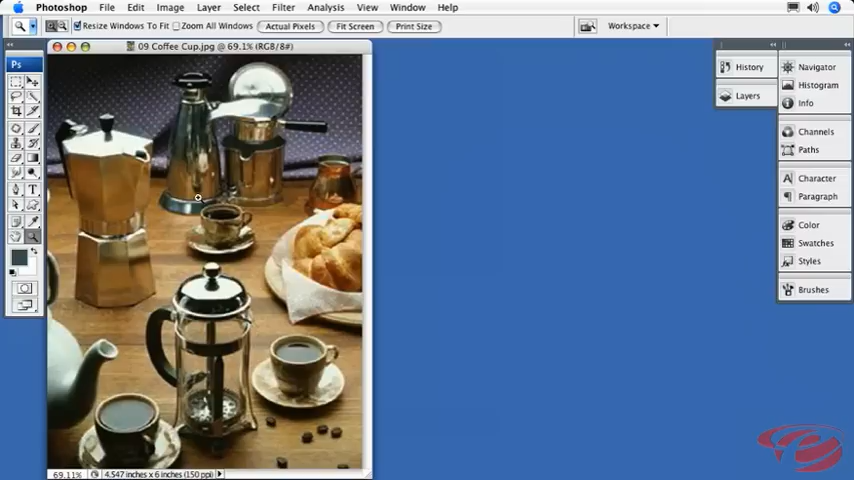 Photoshop File Edit Image Layer Select Filter Analysis View Window Help
Resize Windows To Fit Zoom All Windows Actual Pixels Fit Screen Print Size Workspace
09 Coffee Cup.jpg @ 69.1% (RGB/8#)
Ps
T
History
Layers
Navigator
Histogram
Info
Channels
Paths
A Character
Paragraph
Color
Swatches
Styles
Brushes
69.11% 4.547 inches x 6 inches (150 ppi)